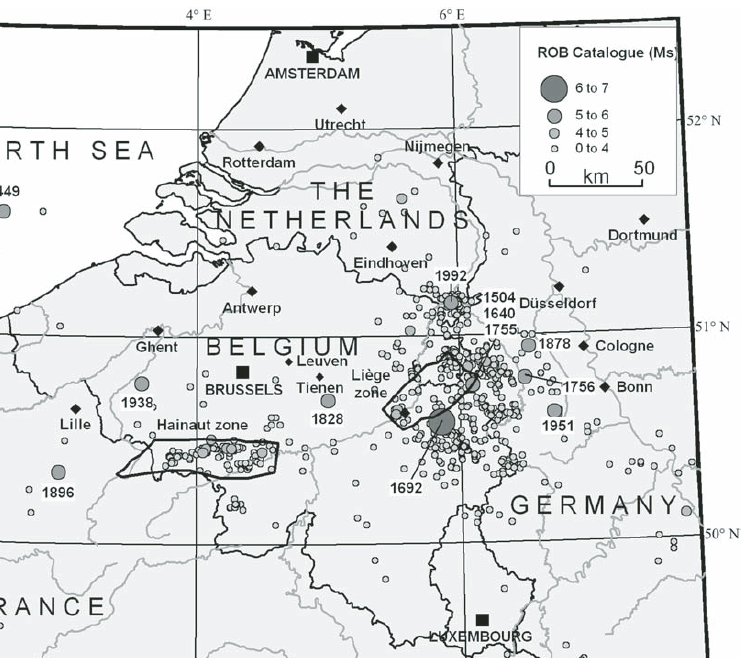 4° E
6° E
ROB Catalogue (Ms)
6 to 7
5 to 6
4 to 5
0 to 4
0
50
km
AMSTERDAM
Utrecht
52° N
RTH SEA
Rotterdam
Nijmegen
THE
NETHERLANDS
449
Dortmund
Eindhoven
1992
Antwerp
1504
1640
1755
Düsseldorf
51° N
Ghent
BELGIUM
1878
Cologne
Leuven
BRUSSELS
Tienen
Liège
zone
1756
Bonn
1938
1828
1951
Lille
Hainaut zone
1896
1692
GERMANY
50° N
RANCE
LUXEMBOURG